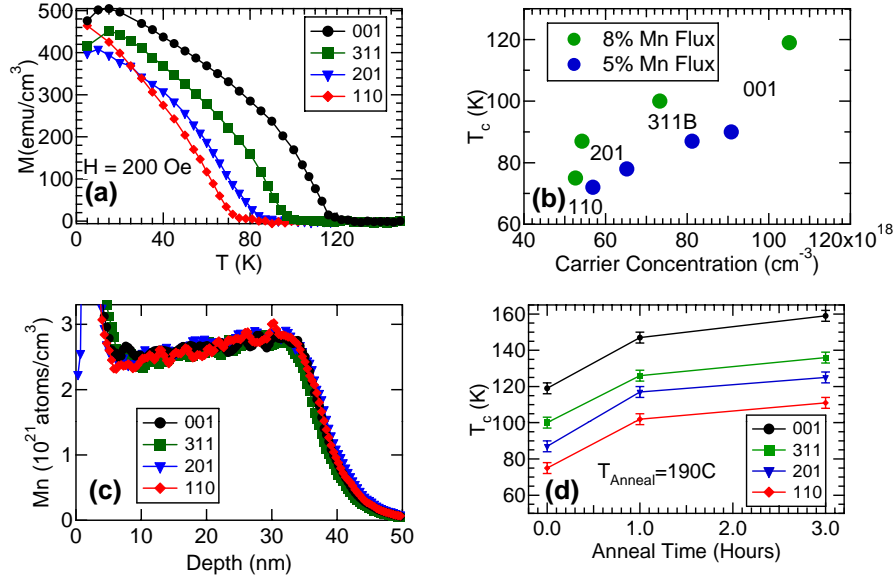 500
400
300
200
100
0
M(emu/cm³)
001
311
201
110
H = 200 Oe
(a)
0
40
80
120
T (K)
120
100
80
60
T_c (K)
8% Mn Flux
5% Mn Flux
001
311B
201
110
(b)
40
60
80
100
120x10¹⁸
Carrier Concentration (cm⁻³)
3
2
1
0
Mn (10²¹ atoms/cm³)
001
311
201
110
(c)
0
10
20
30
40
50
Depth (nm)
160
140
120
100
80
60
T_c (K)
T_Anneal=190C
001
311
201
110
(d)
0.0
1.0
2.0
3.0
Anneal Time (Hours)